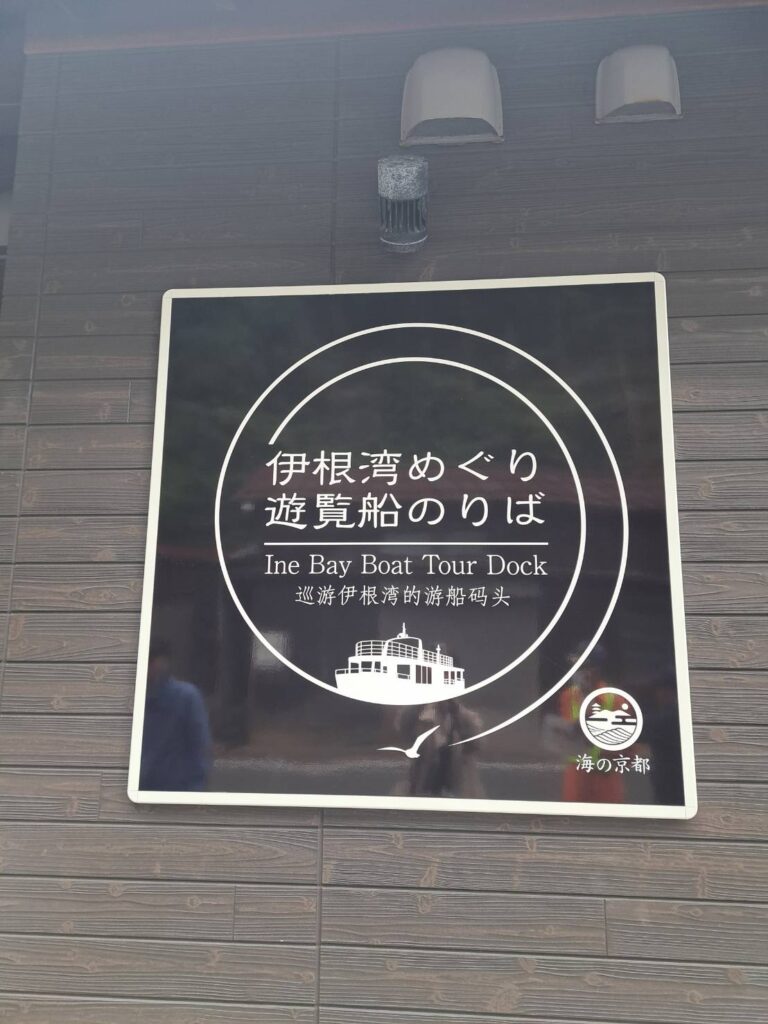 伊根湾めぐり
遊覧船のりば
Ine Bay Boat Tour Dock
巡游伊根湾的游船码头
海の京都